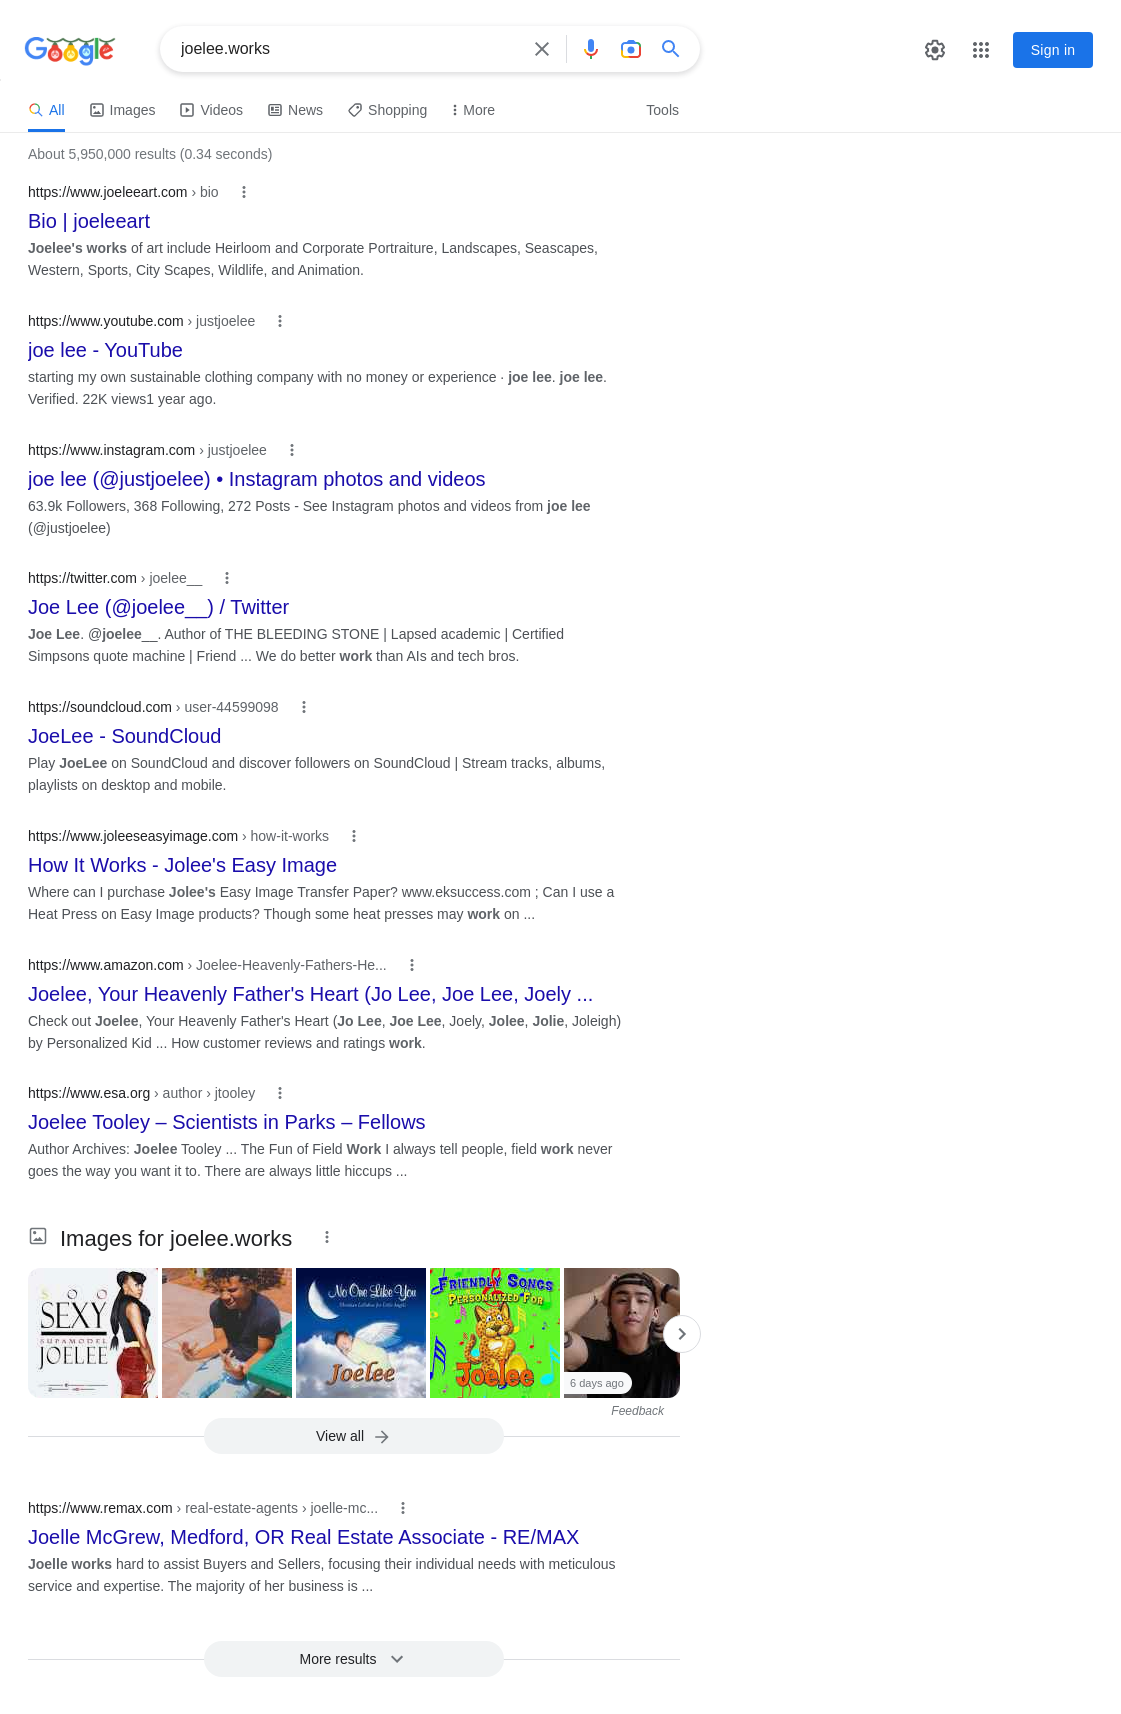 Google
joelee.works
Sign in
All Images Videos News Shopping More Tools
About 5,950,000 results (0.34 seconds)
https://www.joeleeart.com › bio
Bio | joeleeart
Joelee's works of art include Heirloom and Corporate Portraiture, Landscapes, Seascapes,
Western, Sports, City Scapes, Wildlife, and Animation.
https://www.youtube.com › justjoelee
joe lee - YouTube
starting my own sustainable clothing company with no money or experience · joe lee. joe lee.
Verified. 22K views1 year ago.
https://www.instagram.com › justjoelee
joe lee (@justjoelee) • Instagram photos and videos
63.9k Followers, 368 Following, 272 Posts - See Instagram photos and videos from joe lee
(@justjoelee)
https://twitter.com › joelee__
Joe Lee (@joelee__) / Twitter
Joe Lee. @joelee__. Author of THE BLEEDING STONE | Lapsed academic | Certified
Simpsons quote machine | Friend ... We do better work than AIs and tech bros.
https://soundcloud.com › user-44599098
JoeLee - SoundCloud
Play JoeLee on SoundCloud and discover followers on SoundCloud | Stream tracks, albums,
playlists on desktop and mobile.
https://www.joleeseasyimage.com › how-it-works
How It Works - Jolee's Easy Image
Where can I purchase Jolee's Easy Image Transfer Paper? www.eksuccess.com ; Can I use a
Heat Press on Easy Image products? Though some heat presses may work on ...
https://www.amazon.com › Joelee-Heavenly-Fathers-He...
Joelee, Your Heavenly Father's Heart (Jo Lee, Joe Lee, Joely ...
Check out Joelee, Your Heavenly Father's Heart (Jo Lee, Joe Lee, Joely, Jolee, Jolie, Joleigh)
by Personalized Kid ... How customer reviews and ratings work.
https://www.esa.org › author › jtooley
Joelee Tooley – Scientists in Parks – Fellows
Author Archives: Joelee Tooley ... The Fun of Field Work I always tell people, field work never
goes the way you want it to. There are always little hiccups ...
Images for joelee.works
SOO
SEXY
SUPAMODEL
JOELEE
No One Like You
Joelee
FRIENDLY SONGS
PERSONALIZED FOR
Joelee
6 days ago
Feedback
View all
https://www.remax.com › real-estate-agents › joelle-mc...
Joelle McGrew, Medford, OR Real Estate Associate - RE/MAX
Joelle works hard to assist Buyers and Sellers, focusing their individual needs with meticulous
service and expertise. The majority of her business is ...
More results